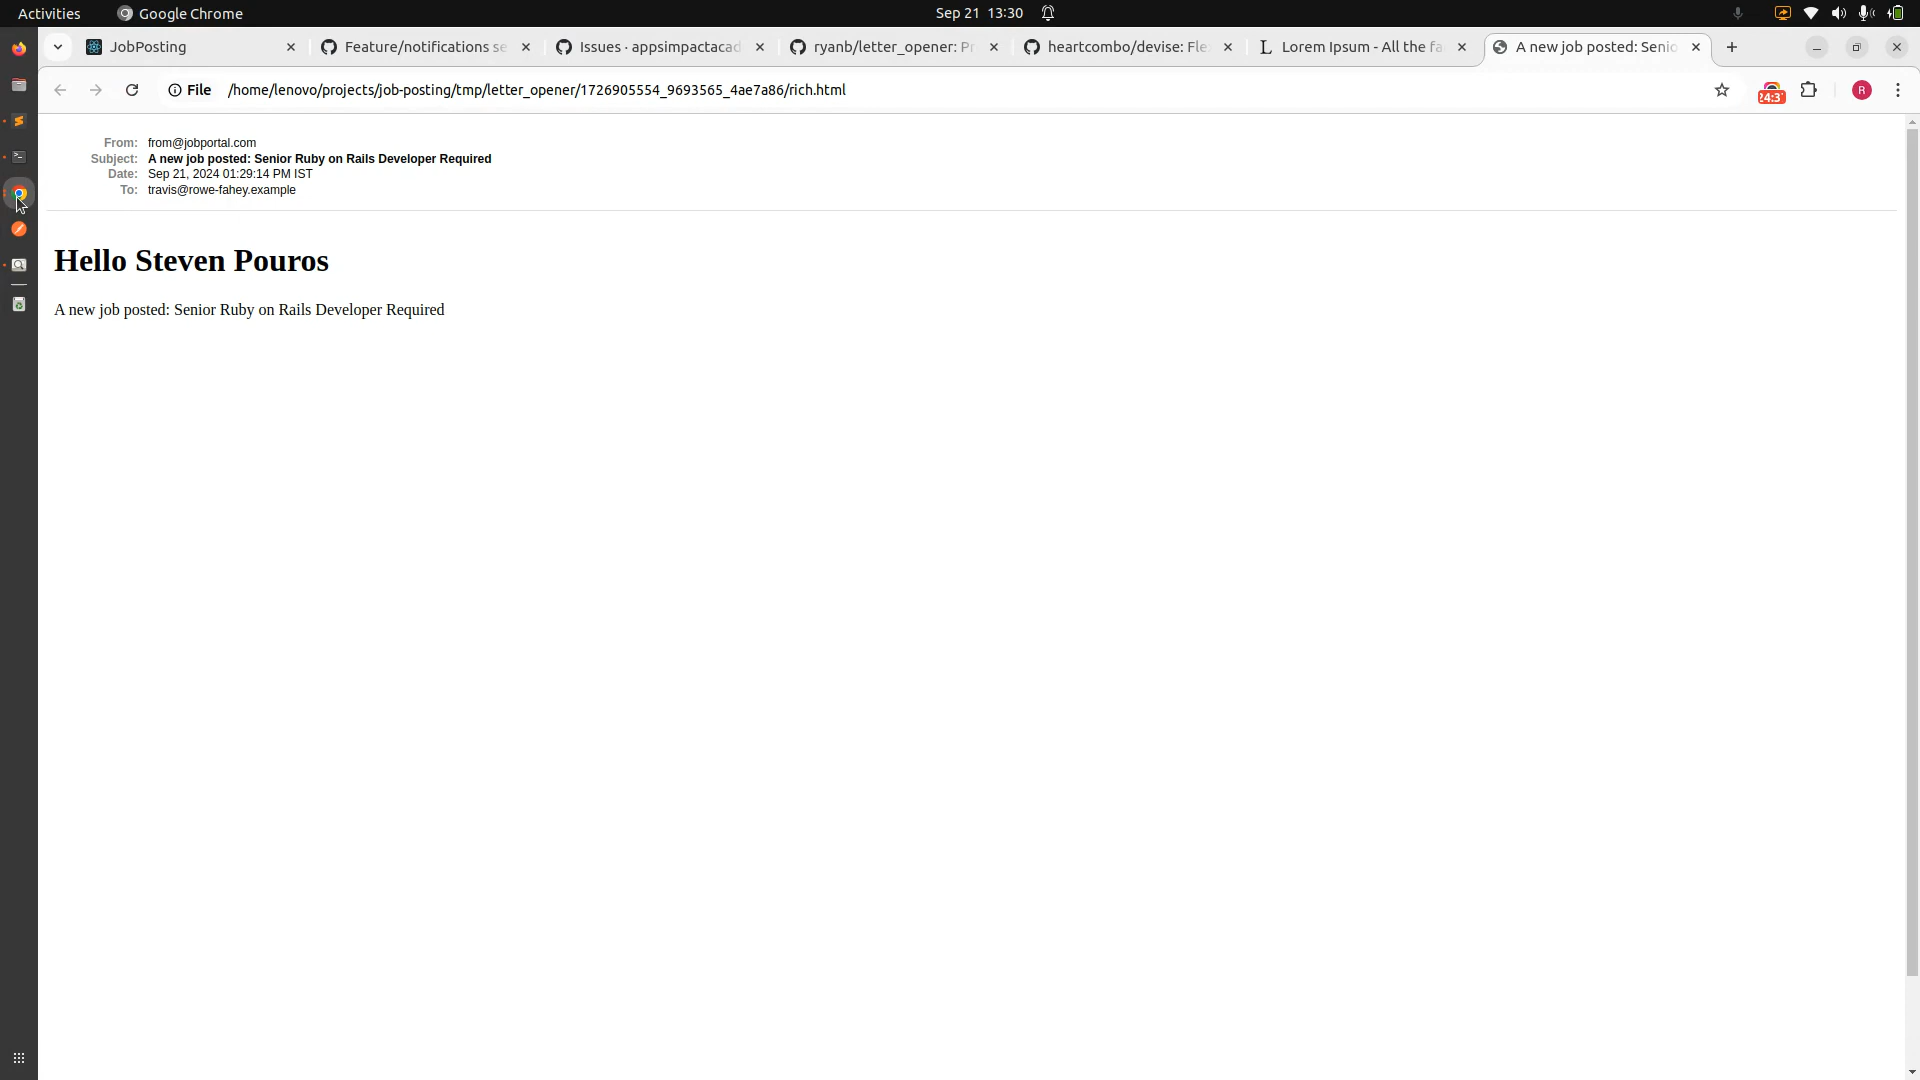 Activities Google Chrome Sep 21 13:30
JobPosting Feature/notifications se Issues · appsimpactacad ryanb/letter_opener: Pr heartcombo/devise: Fle Lorem Ipsum - All the fa A new job posted: Senio
File /home/lenovo/projects/job-posting/tmp/letter_opener/1726905554_9693565_4ae7a86/rich.html R
From: from@jobportal.com
Subject: A new job posted: Senior Ruby on Rails Developer Required
Date: Sep 21, 2024 01:29:14 PM IST
To: travis@rowe-fahey.example
Hello Steven Pouros
A new job posted: Senior Ruby on Rails Developer Required